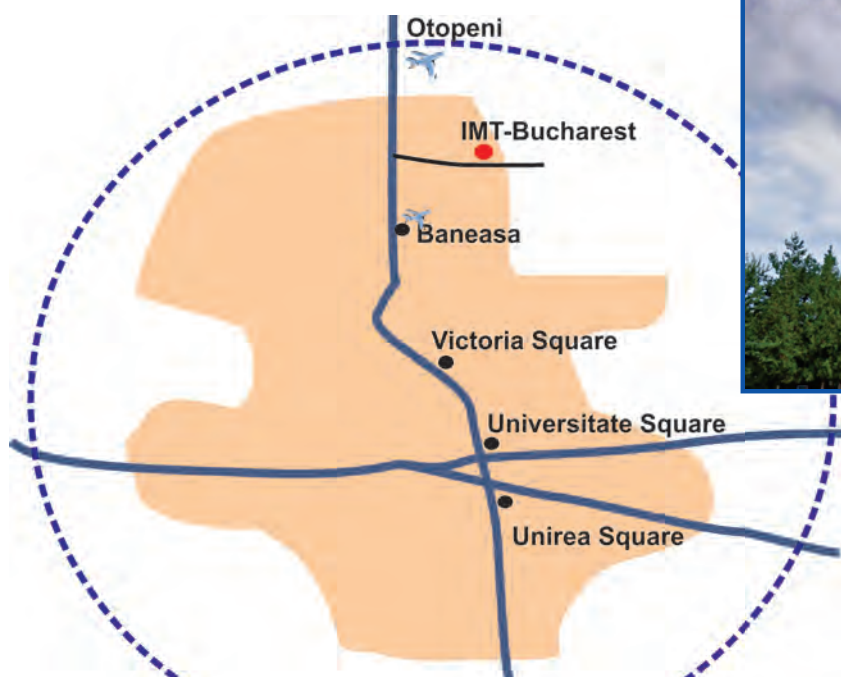 Otopeni
IMT-Bucharest
Baneasa
Victoria Square
Universitate Square
Unirea Square